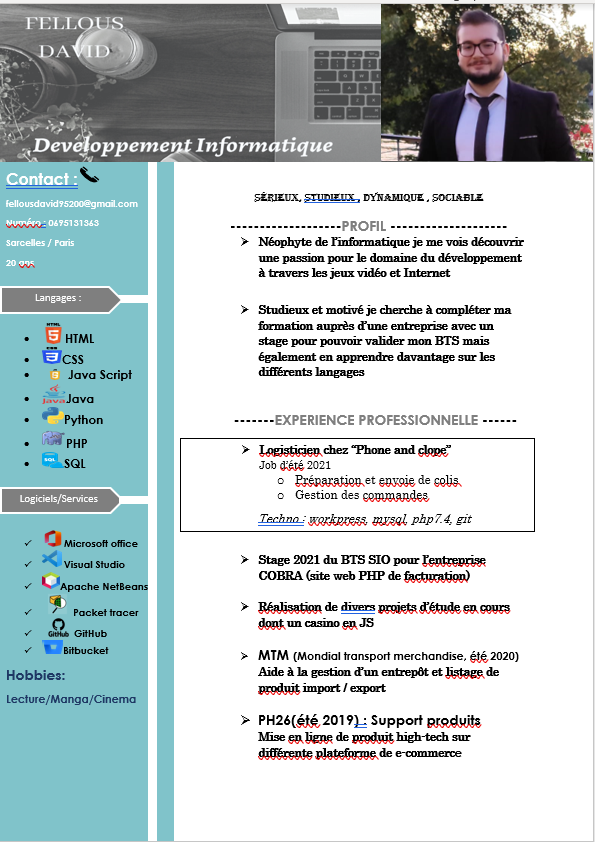 FELLOUS
DAVID
Developpement Informatique
Contact :
fellousdavid95200@gmail.com
Numéro : 0695131363
Sarcelles / Paris
20 ans
Langages :
HTML
CSS
Java Script
Java
Python
PHP
SQL
Logiciels/Services
Microsoft office
Visual Studio
Apache NetBeans
Packet tracer
GitHub
Bitbucket
Hobbies:
Lecture/Manga/Cinema
SÉRIEUX, STUDIEUX , DYNAMIQUE , SOCIABLE
-------------------PROFIL --------------------
Néophyte de l'informatique je me vois découvrir
une passion pour le domaine du développement
à travers les jeux vidéo et Internet
Studieux et motivé je cherche à compléter ma
formation auprès d'une entreprise avec un
stage pour pouvoir valider mon BTS mais
également en apprendre davantage sur les
différents langages
-------EXPERIENCE PROFESSIONNELLE ------
Logisticien chez "Phone and clope"
Job d'été 2021
Préparation et envoie de colis
Gestion des commandes
Techno : workpress, mysql, php7.4, git
Stage 2021 du BTS SIO pour l'entreprise
COBRA (site web PHP de facturation)
Réalisation de divers projets d'étude en cours
dont un casino en JS
MTM (Mondial transport merchandise, été 2020)
Aide à la gestion d'un entrepôt et listage de
produit import / export
PH26(été 2019) : Support produits
Mise en ligne de produit high-tech sur
différente plateforme de e-commerce